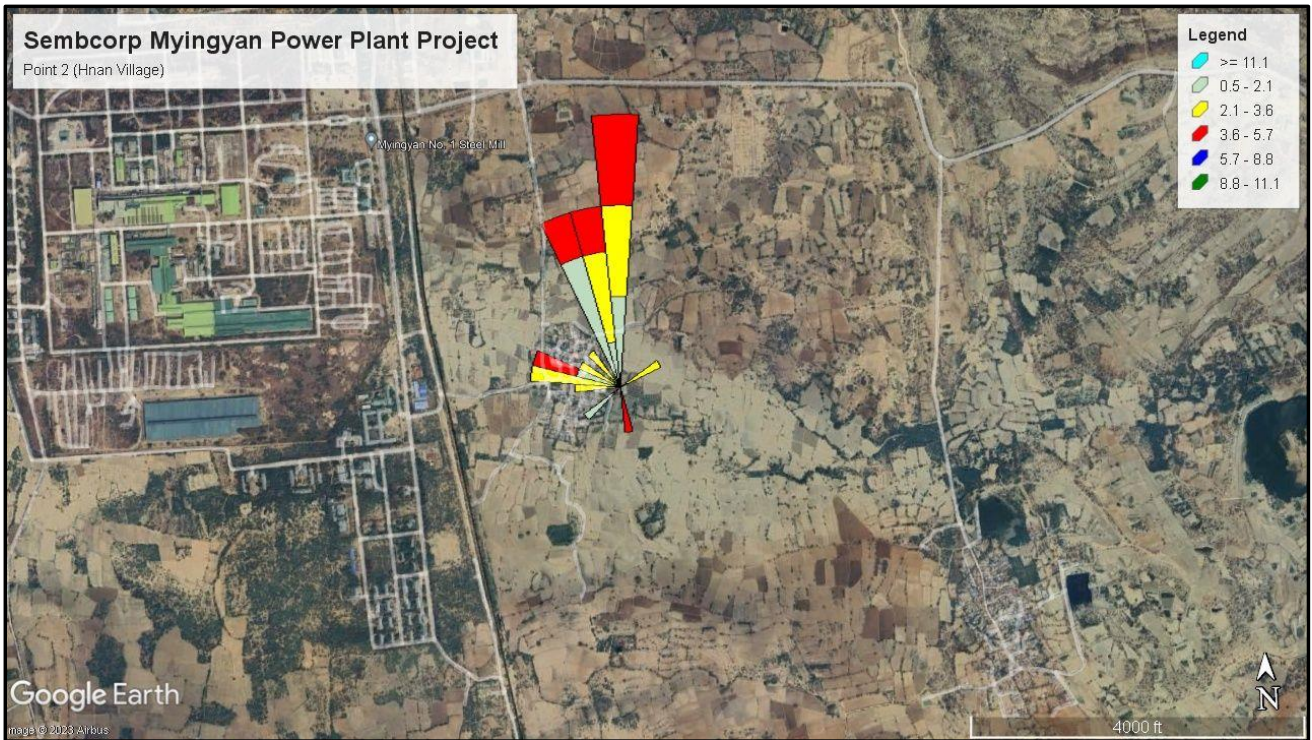 Sembcorp Myingyan Power Plant Project
Point 2 (Hnan Village)
Legend
>= 11.1
0.5 - 2.1
2.1 - 3.6
3.6 - 5.7
5.7 - 8.8
8.8 - 11.1
Myingyan No. 1 Steel Mill
Google Earth
mage © 2023 Airbus
N
4000 ft